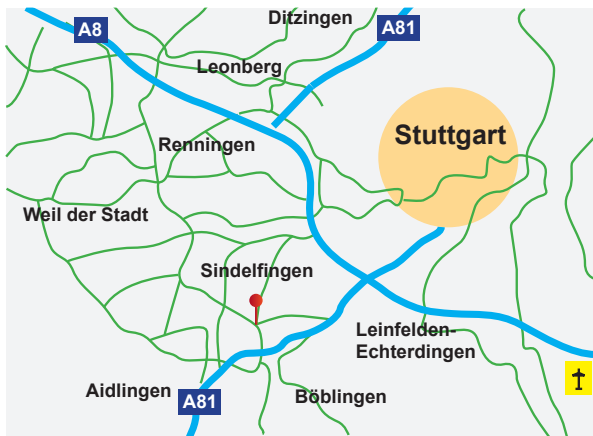 Ditzingen
A8
A81
Leonberg
Stuttgart
Renningen
Weil der Stadt
Sindelfingen
Leinfelden-
Echterdingen
Aidlingen
A81
Böblingen